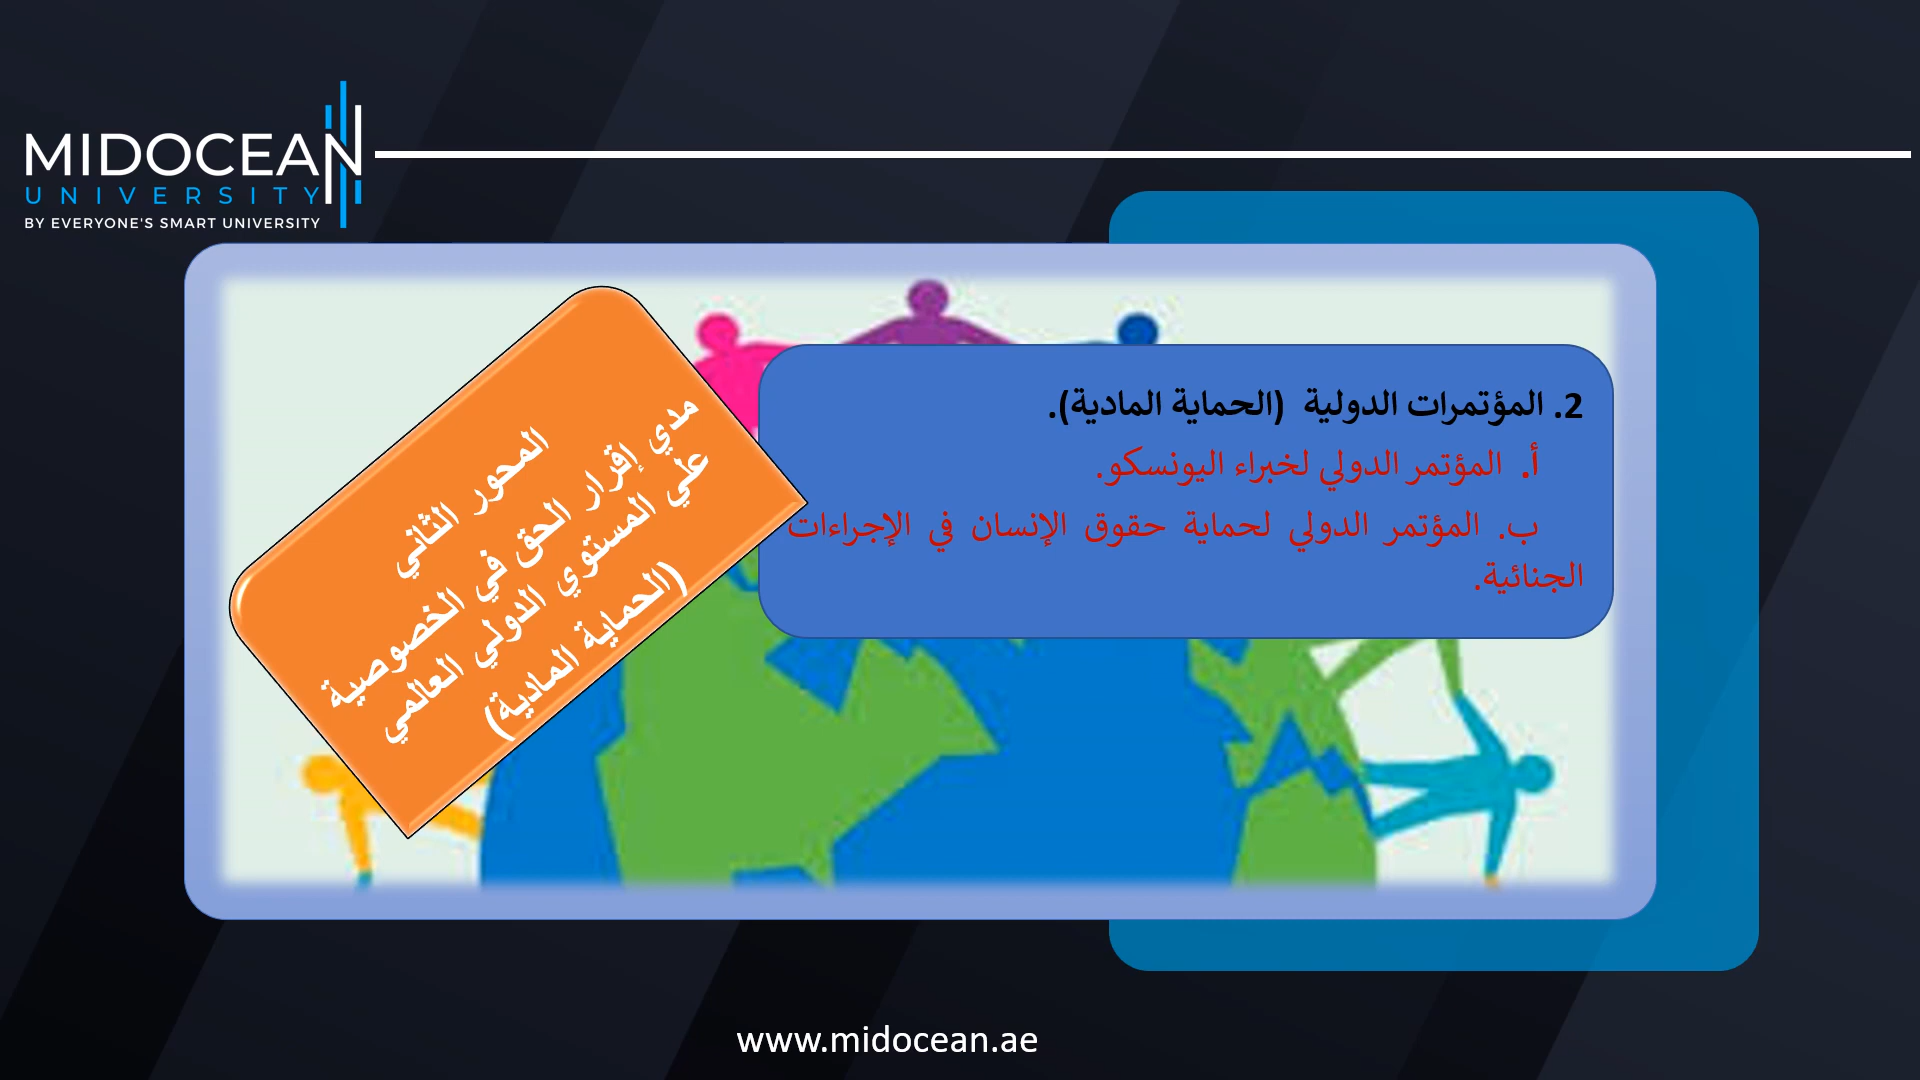 MIDOCEAN
UNIVERSITY
BY EVERYONE'S SMART UNIVERSITY
المحور الثاني
مدي إقرار الحق في الخصوصية
علي المستوي الدولي العالمي
(الحماية المادية)
2. المؤتمرات الدولية (الحماية المادية).
أ. المؤتمر الدولي لخبراء اليونسكو.
ب. المؤتمر الدولي لحماية حقوق الإنسان في الإجراءات
الجنائية.
www.midocean.ae